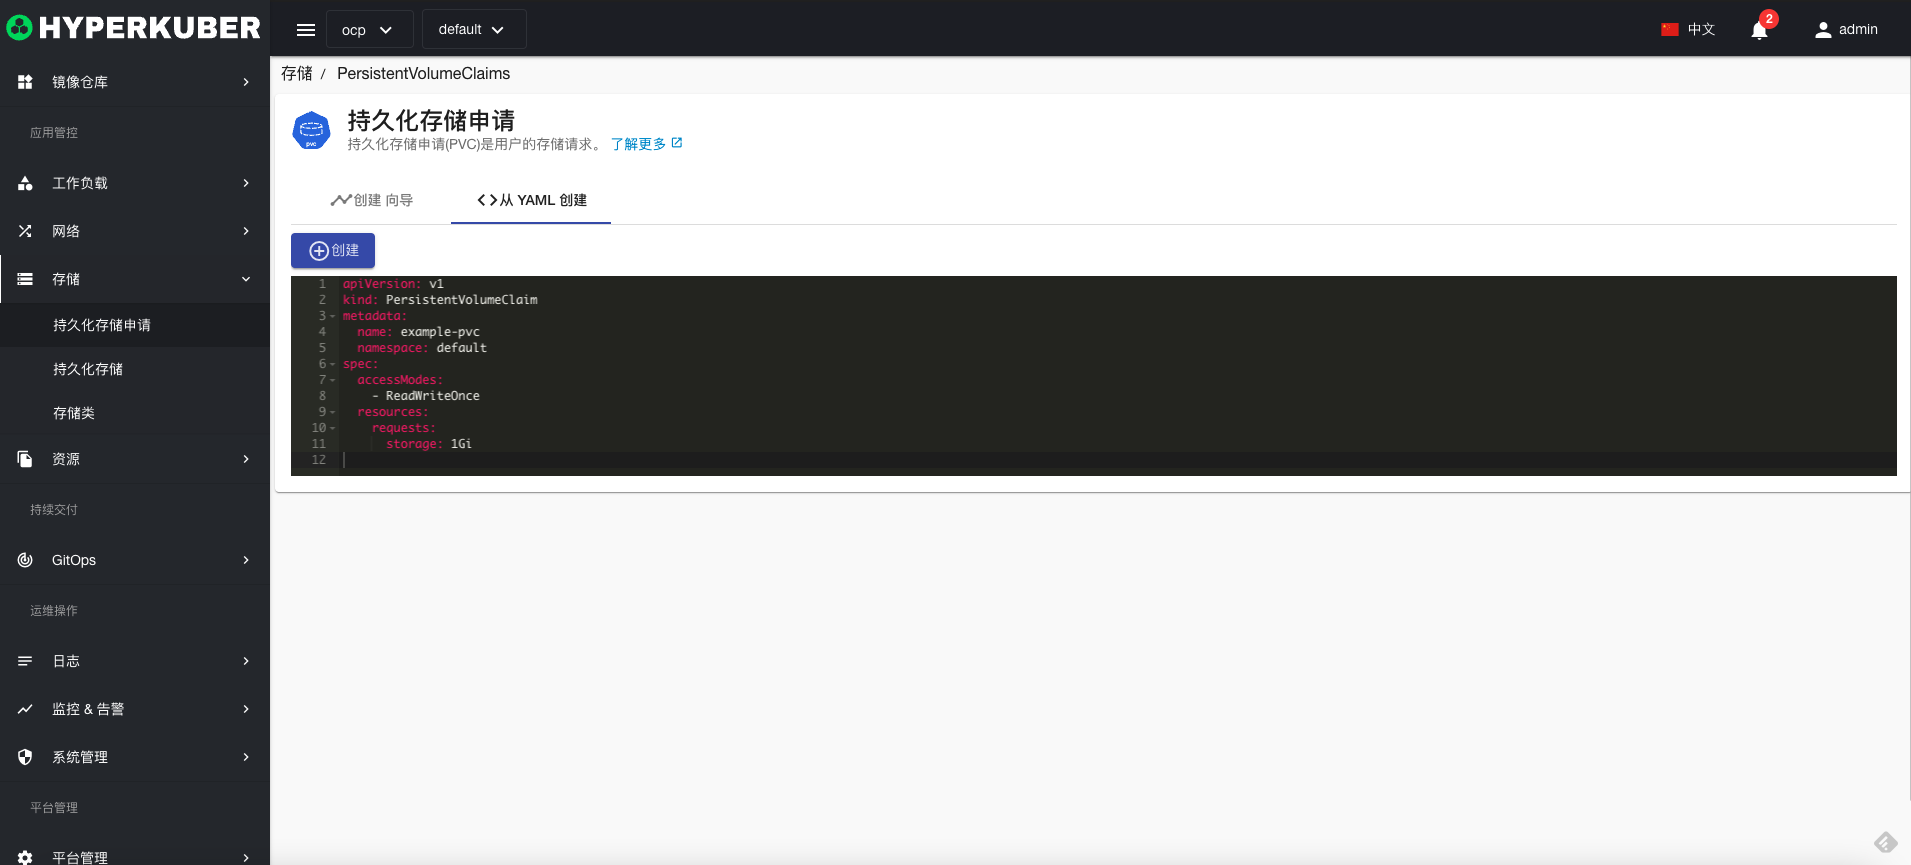 HYPERKUBER
ocp
default
中文
2
admin
镜像仓库
应用管控
工作负载
网络
存储
持久化存储申请
持久化存储
存储类
资源
持续交付
GitOps
运维操作
日志
监控 & 告警
系统管理
平台管理
平台管理
存储 / PersistentVolumeClaims
持久化存储申请
pvc
持久化存储申请(PVC)是用户的存储请求。 了解更多
创建 向导
从 YAML 创建
创建
1 apiVersion: v1
2 kind: PersistentVolumeClaim
3 metadata:
4   name: example-pvc
5   namespace: default
6 spec:
7   accessModes:
8     - ReadWriteOnce
9   resources:
10     requests:
11       storage: 1Gi
12